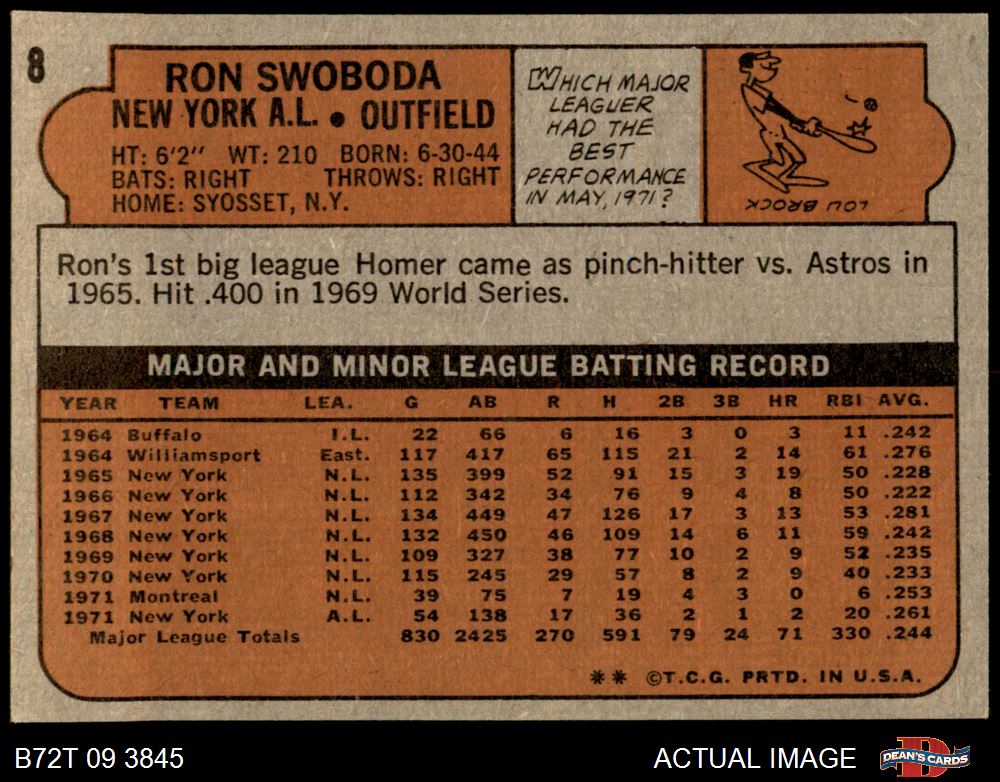 8
RON SWOBODA
NEW YORK A.L. • OUTFIELD
HT: 6'2" WT: 210 BORN: 6-30-44
BATS: RIGHT THROWS: RIGHT
HOME: SYOSSET, N.Y.
WHICH MAJOR
LEAGUER
HAD THE
BEST
PERFORMANCE
IN MAY, 1971?
LOU BROCK
Ron's 1st big league Homer came as pinch-hitter vs. Astros in
1965. Hit .400 in 1969 World Series.
MAJOR AND MINOR LEAGUE BATTING RECORD
YEAR TEAM LEA. G AB R H 2B 3B HR RBI AVG.
1964 Buffalo I.L. 22 66 6 16 3 0 3 11 .242
1964 Williamsport East. 117 417 65 115 21 2 14 61 .276
1965 New York N.L. 135 399 52 91 15 3 19 50 .228
1966 New York N.L. 112 342 34 76 9 4 8 50 .222
1967 New York N.L. 134 449 47 126 17 3 13 53 .281
1968 New York N.L. 132 450 46 109 14 6 11 59 .242
1969 New York N.L. 109 327 38 77 10 2 9 52 .235
1970 New York N.L. 115 245 29 57 8 2 9 40 .233
1971 Montreal N.L. 39 75 7 19 4 3 0 6 .253
1971 New York A.L. 54 138 17 36 2 1 2 20 .261
Major League Totals 830 2425 270 591 79 24 71 330 .244
** ©T.C.G. PRTD. IN U.S.A.
B72T 09 3845
ACTUAL IMAGE
DEAN'S CARDS